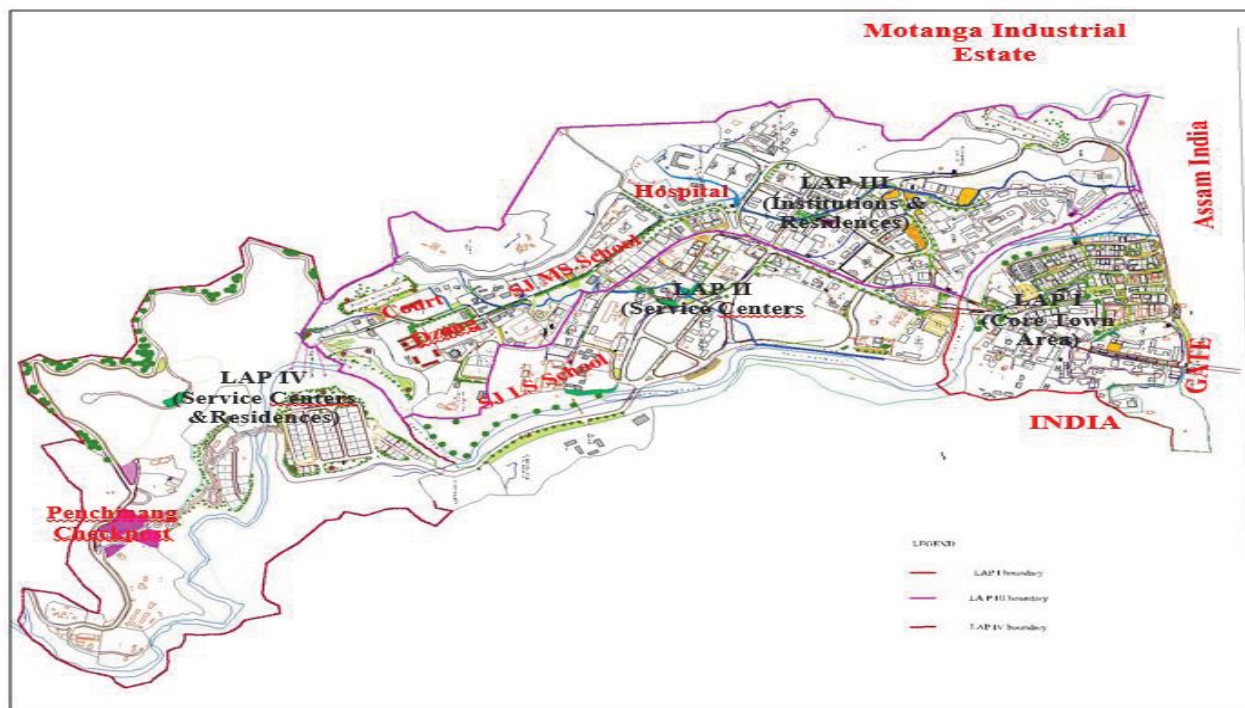 Motanga Industrial
Estate
Assam India
Hospital
LAP III
(Institutions &
Residences)
SJ MS School
Court
Dzong
LAP II
(Service Centers
LAP I
(Core Town
Area)
GATE
SJ LS School
LAP IV
(Service Centers
&Residences)
INDIA
Penchmang
Checkpost
LEGEND
LAP I boundary
LAP III boundary
LAP IV boundary